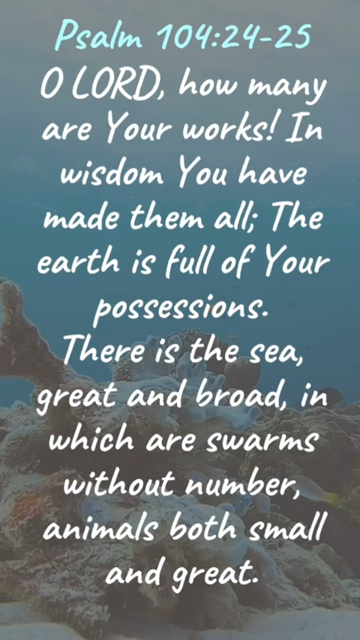 Psalm 104:24-25
O LORD, how many
are Your works! In
wisdom You have
made them all; The
earth is full of Your
possessions.
There is the sea,
great and broad, in
which are swarms
without number,
animals both small
and great.